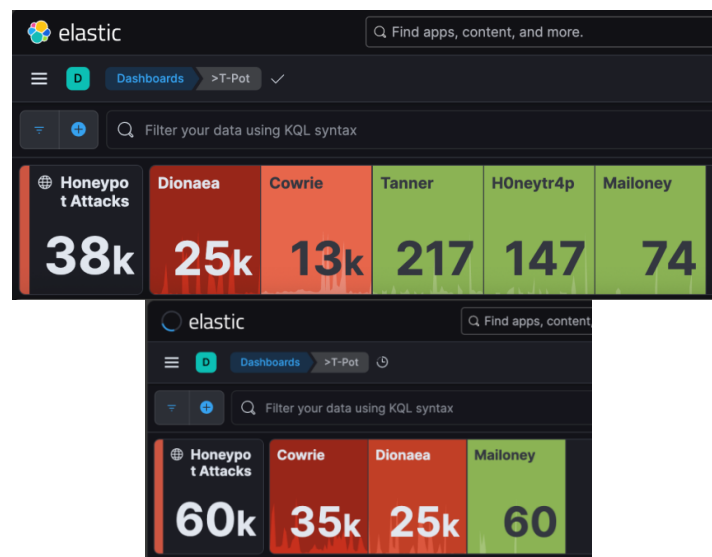 elastic
Find apps, content, and more.
D
Dashboards
>T-Pot
Filter your data using KQL syntax
Honeypo
t Attacks
38k
Dionaea
25k
Cowrie
13k
Tanner
217
H0neytr4p
147
Mailoney
74
elastic
Find apps, content,
D
Dashboards
>T-Pot
Filter your data using KQL syntax
Honeypo
t Attacks
60k
Cowrie
35k
Dionaea
25k
Mailoney
60